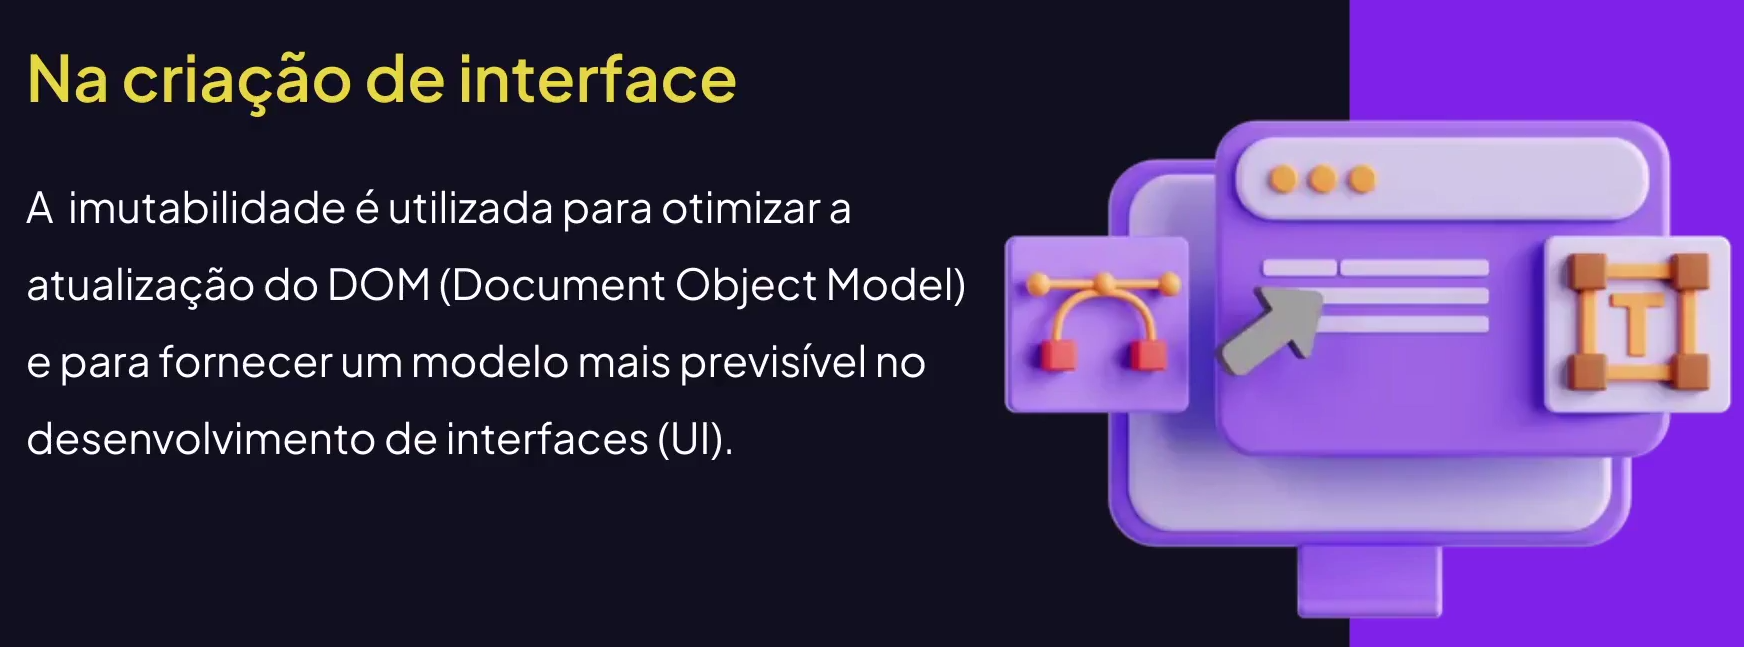 Na criação de interface
A imutabilidade é utilizada para otimizar a
atualização do DOM (Document Object Model)
e para fornecer um modelo mais previsível no
desenvolvimento de interfaces (UI).
T